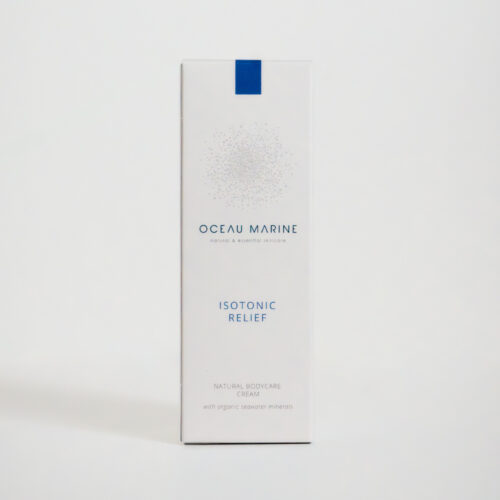 OCEAU MARINE
natural & essential skincare
ISOTONIC
RELIEF
NATURAL BODYCARE
CREAM
with organic seawater minerals